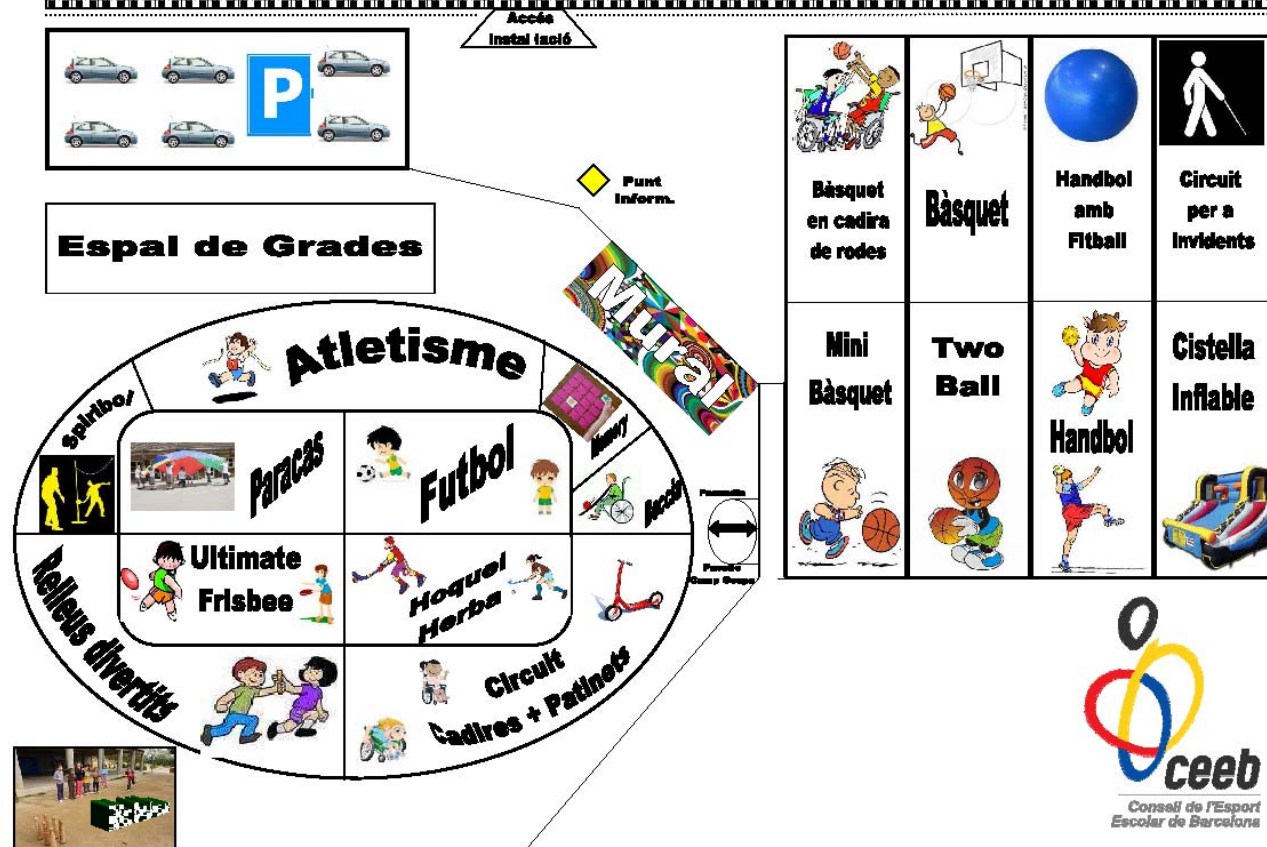 Accés
Instal·lació
P
Punt
Inform.
Espai de Grades
Mural
Bàsquet
en cadira
de rodes
Bàsquet
Handbol
amb
Fitball
Circuit
per a
invidents
Mini
Bàsquet
Two
Ball
Handbol
Cistella
Inflable
Atletisme
Spiribol
Memory
Paracas
Futbol
Boccia
Ultimate
Frisbee
Hoquei
Herba
Relleus divertits
Circuit
Cadires + Patinets
ceeb
Consell de l'Esport
Escolar de Barcelona